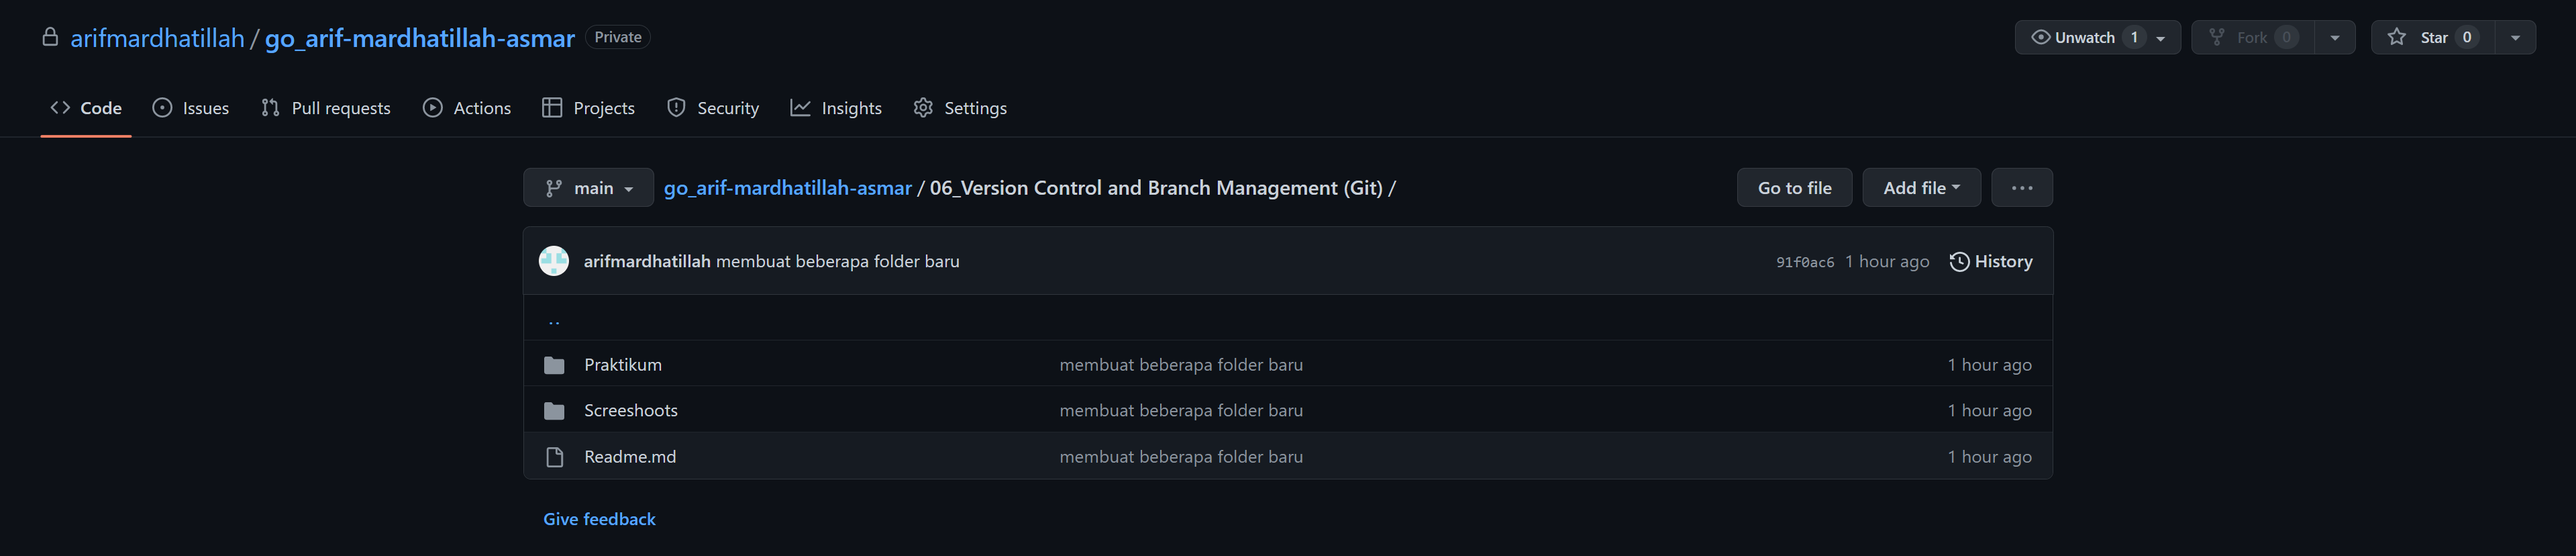 arifmardhatillah / go_arif-mardhatillah-asmar Private Unwatch 1 Fork 0 Star 0
Code Issues Pull requests Actions Projects Security Insights Settings
main go_arif-mardhatillah-asmar / 06_Version Control and Branch Management (Git) / Go to file Add file ...
arifmardhatillah membuat beberapa folder baru 91f0ac6 1 hour ago History
..
Praktikum membuat beberapa folder baru 1 hour ago
Screeshoots membuat beberapa folder baru 1 hour ago
Readme.md membuat beberapa folder baru 1 hour ago
Give feedback